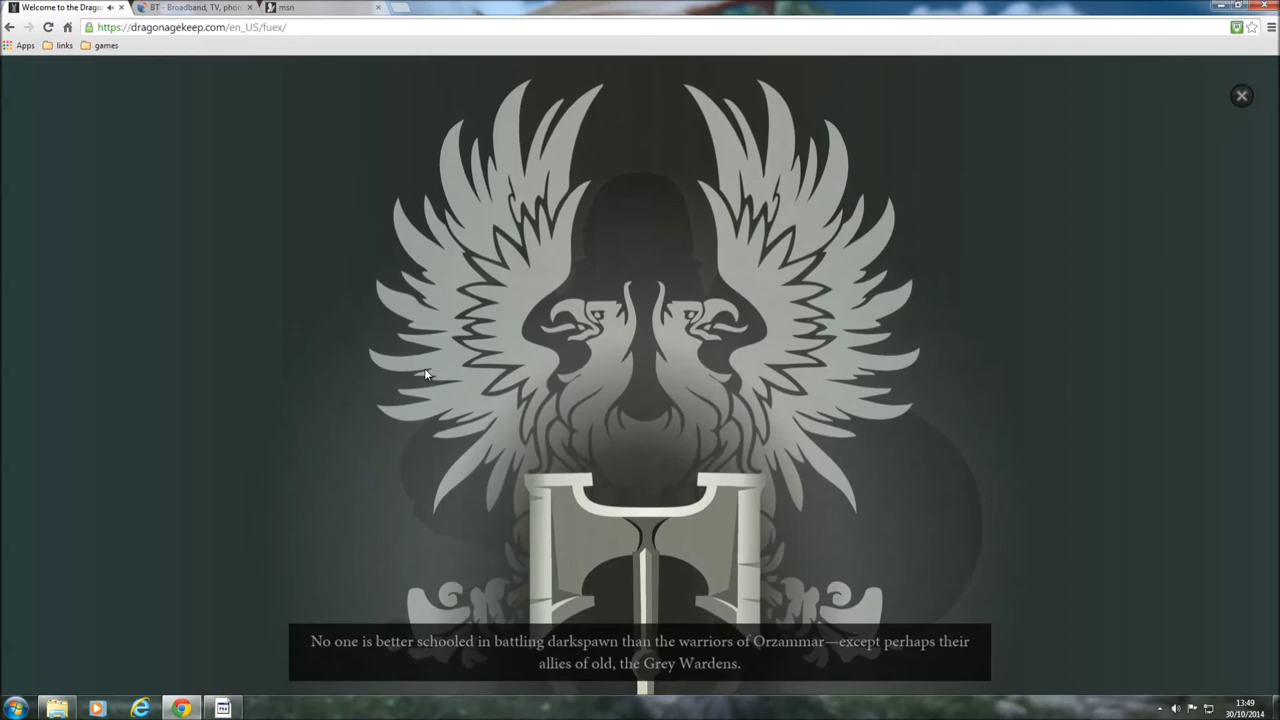 Welcome to the Drago
BT - Broadband, TV, phon
msn
https://dragonagekeep.com/en_US/fuex/
Apps
links
games
No one is better schooled in battling darkspawn than the warriors of Orzammar—except perhaps their
allies of old, the Grey Wardens.
13:49
30/10/2014